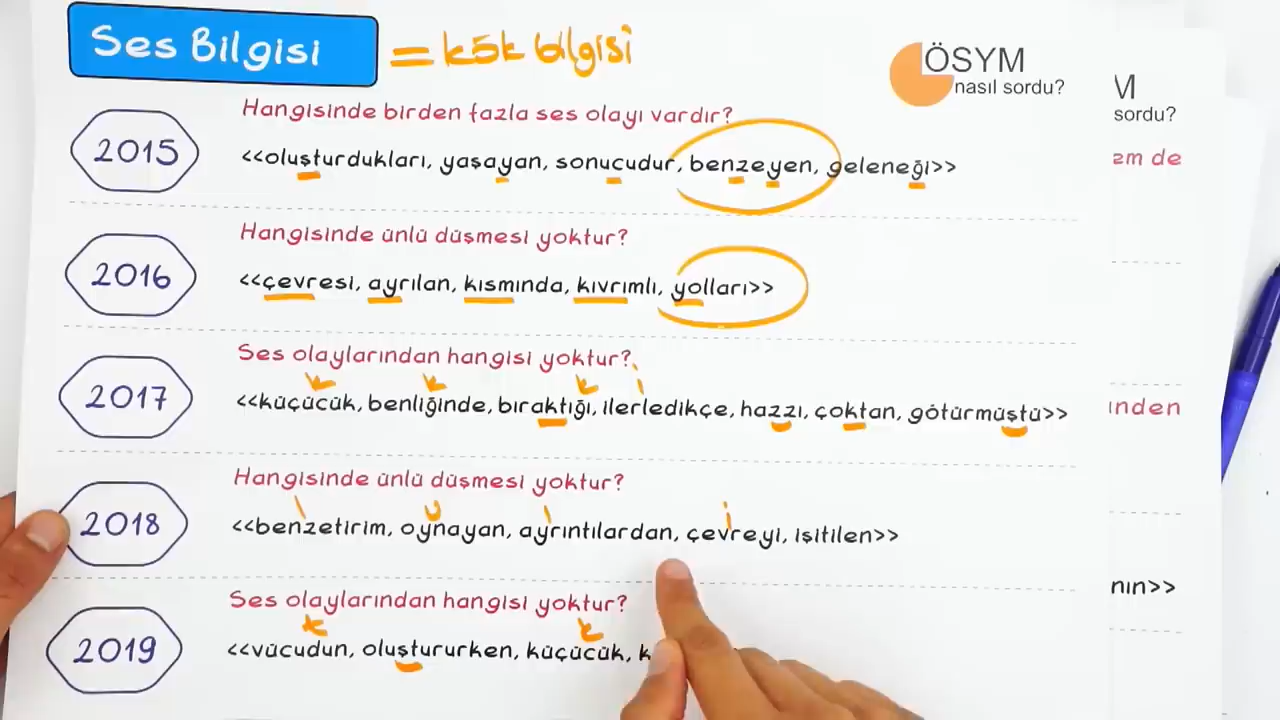 Ses Bilgisi = kök bilgisi
ÖSYM
nasıl sordu?
M
sordu?
2015
Hangisinde birden fazla ses olayı vardır?
<<oluşturdukları, yaşayan, sonucudur, benzeyen, geleneği>>
em de
2016
Hangisinde ünlü düşmesi yoktur?
<<çevresi, ayrılan, kısmında, kıvrımlı, yolları>>
2017
Ses olaylarından hangisi yoktur?
k k k i
<<küçücük, benliğinde, bıraktığı, ilerledikçe, hazzı, çoktan, götürmüştü>>
ından
2018
Hangisinde ünlü düşmesi yoktur?
ı u ı i
<<benzetirim, oynayan, ayrıntılardan, çevreyi, işitilen>>
nın>>
2019
Ses olaylarından hangisi yoktur?
k k
<<vücudun, oluştururken, küçücük, k